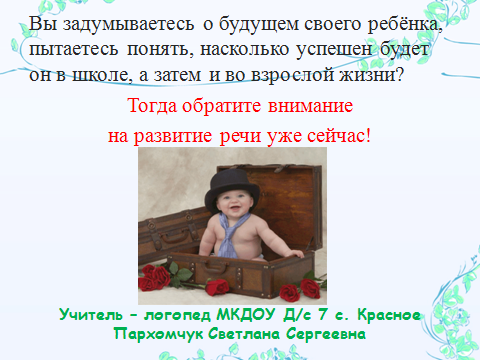 Вы задумываетесь о будущем своего ребёнка,
пытаетесь понять, насколько успешен будет
он в школе, а затем и во взрослой жизни?
Тогда обратите внимание
на развитие речи уже сейчас!
Учитель – логопед МКДОУ Д/с 7 с. Красное
Пархомчук Светлана Сергеевна